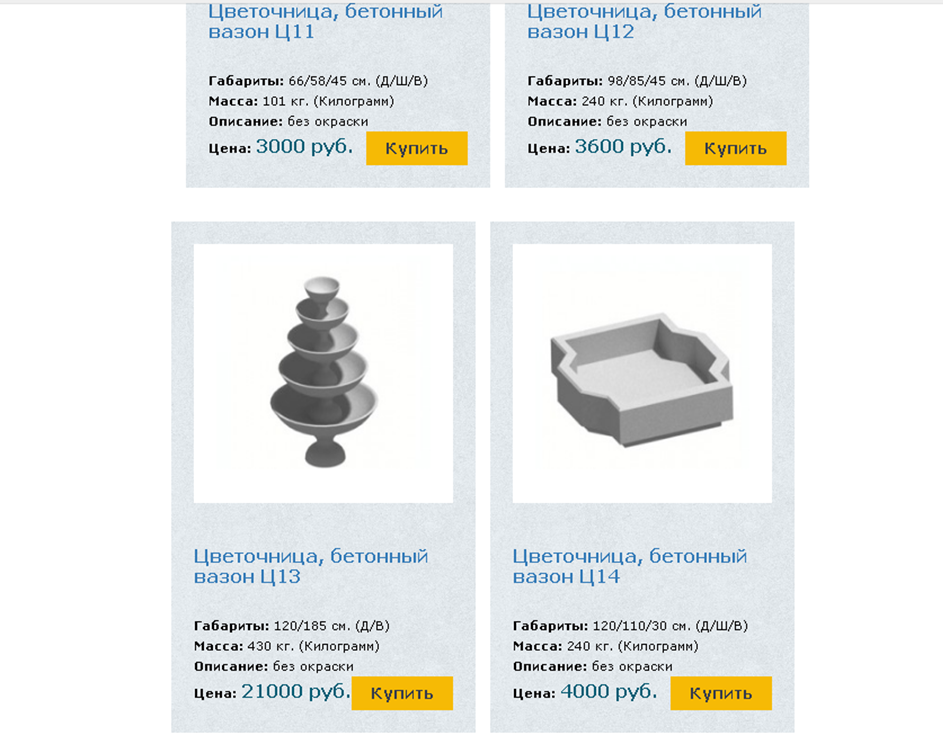 Цветочница, бетонный
вазон Ц11
Габариты: 66/58/45 см. (Д/Ш/В)
Масса: 101 кг. (Килограмм)
Описание: без окраски
Цена: 3000 руб. Купить
Цветочница, бетонный
вазон Ц12
Габариты: 98/85/45 см. (Д/Ш/В)
Масса: 240 кг. (Килограмм)
Описание: без окраски
Цена: 3600 руб. Купить
Цветочница, бетонный
вазон Ц13
Габариты: 120/185 см. (Д/В)
Масса: 430 кг. (Килограмм)
Описание: без окраски
Цена: 21000 руб. Купить
Цветочница, бетонный
вазон Ц14
Габариты: 120/110/30 см. (Д/Ш/В)
Масса: 240 кг. (Килограмм)
Описание: без окраски
Цена: 4000 руб. Купить